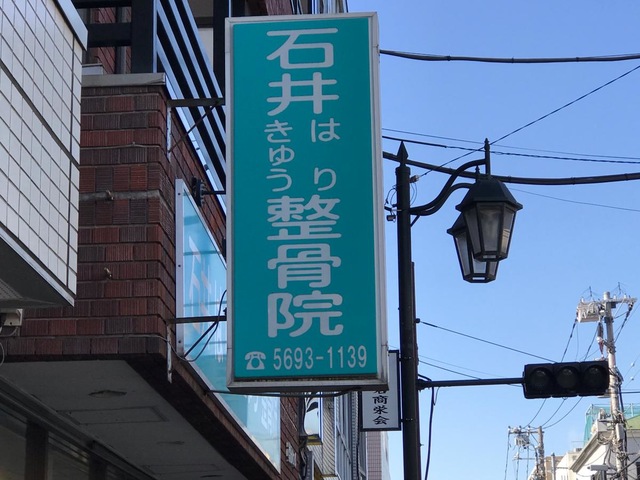 石井
はり
きゅう
整骨院
☎ 5693-1139
商栄会